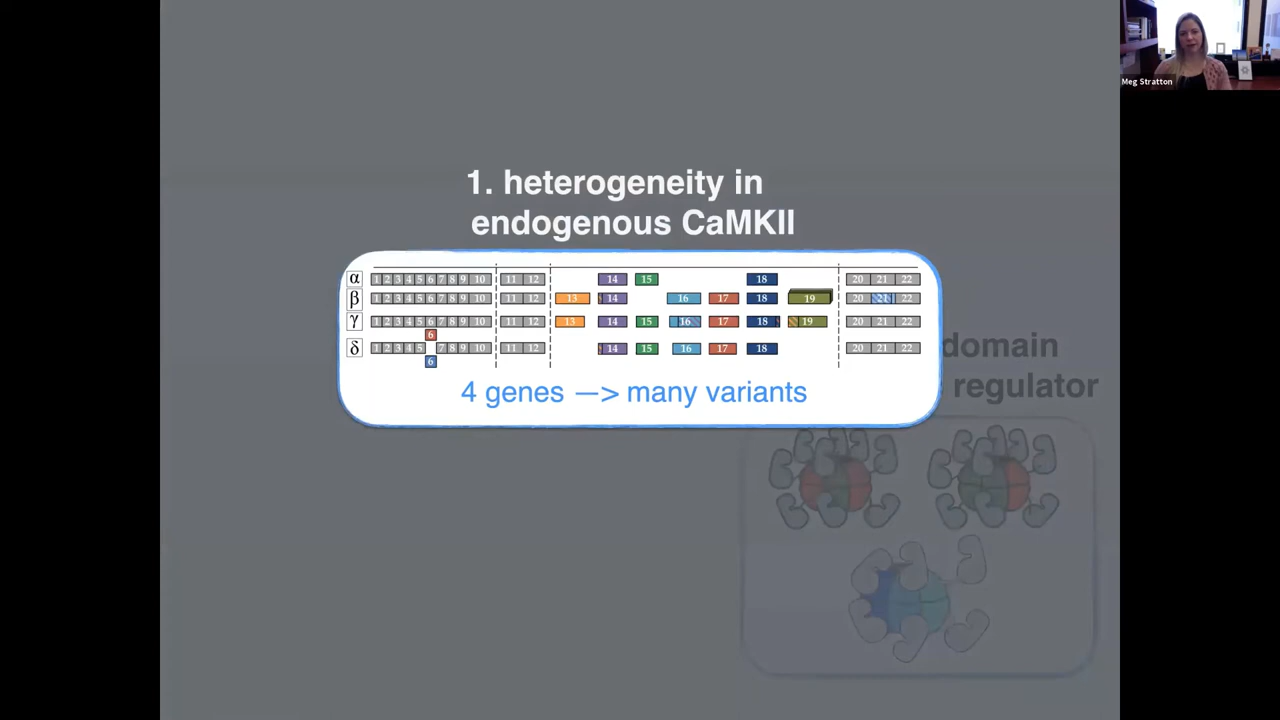 Meg Stratton
1. heterogeneity in
endogenous CaMKII
α 1 2 3 4 5 6 7 8 9 10 11 12 14 15 18 20 21 22
β 1 2 3 4 5 6 7 8 9 10 11 12 13 14 16 17 18 19 20 21 22
γ 1 2 3 4 5 6 7 8 9 10 11 12 13 14 15 16 17 18 19 20 21 22
6
δ 1 2 3 4 5 7 8 9 10 11 12 14 15 16 17 18 20 21 22
6
4 genes —> many variants
domain
regulator